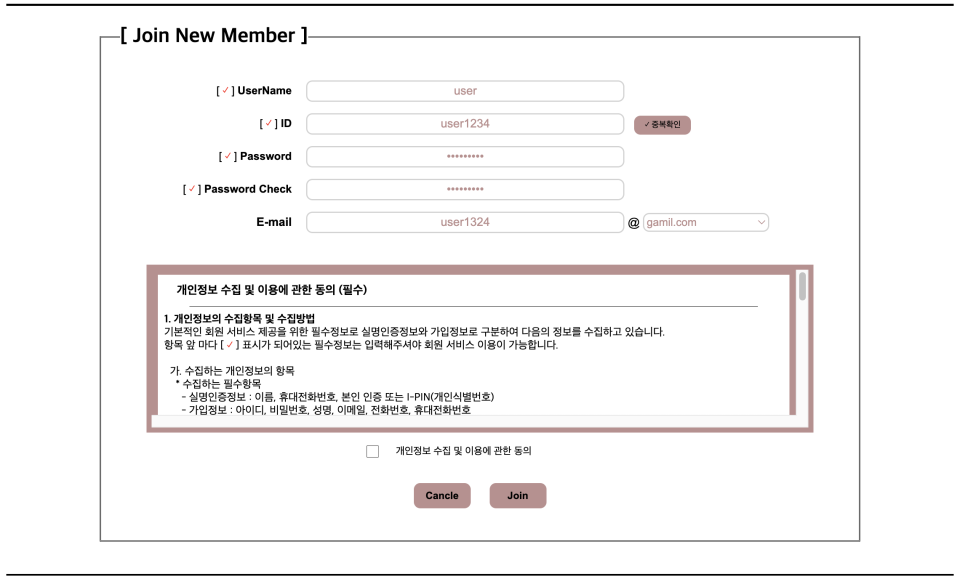 [ Join New Member ]
[ ✓ ] UserName user
[ ✓ ] ID user1234 ✓ 중복확인
[ ✓ ] Password •••••••••
[ ✓ ] Password Check •••••••••
E-mail user1324 @ gamil.com
개인정보 수집 및 이용에 관한 동의 (필수)
1. 개인정보의 수집항목 및 수집방법
기본적인 회원 서비스 제공을 위한 필수정보로 실명인증정보와 가입정보로 구분하여 다음의 정보를 수집하고 있습니다.
항목 앞 마다 [ ✓ ] 표시가 되어있는 필수정보는 입력해주셔야 회원 서비스 이용이 가능합니다.
가. 수집하는 개인정보의 항목
* 수집하는 필수항목
- 실명인증정보 : 이름, 휴대전화번호, 본인 인증 또는 I-PIN(개인식별번호)
- 가입정보 : 아이디, 비밀번호, 성명, 이메일, 전화번호, 휴대전화번호
개인정보 수집 및 이용에 관한 동의
Cancle Join